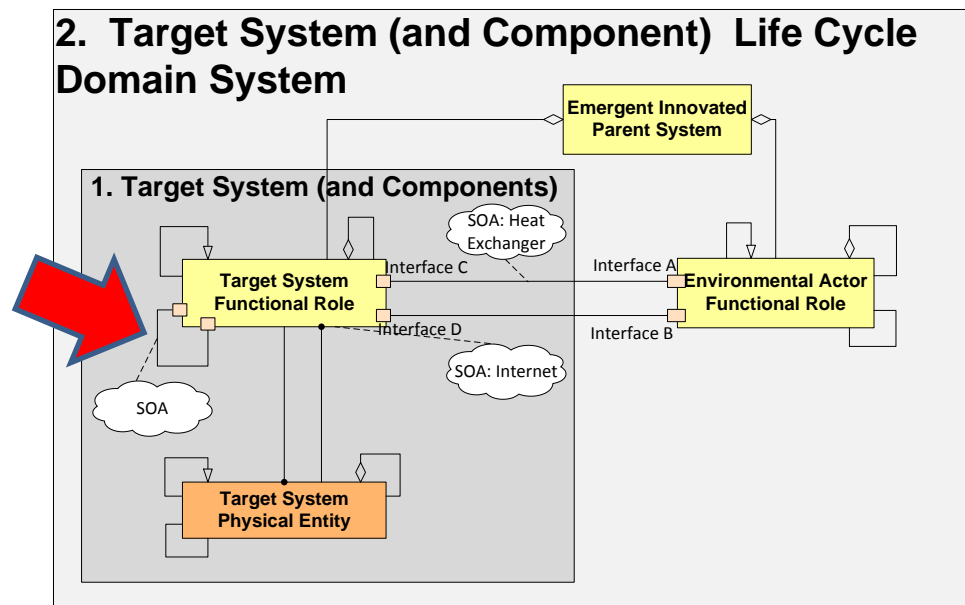 2. Target System (and Component) Life Cycle
Domain System
Emergent Innovated
Parent System
1. Target System (and Components)
SOA: Heat
Exchanger
Interface C
Interface A
Target System
Functional Role
Environmental Actor
Functional Role
Interface D
Interface B
SOA: Internet
SOA
Target System
Physical Entity